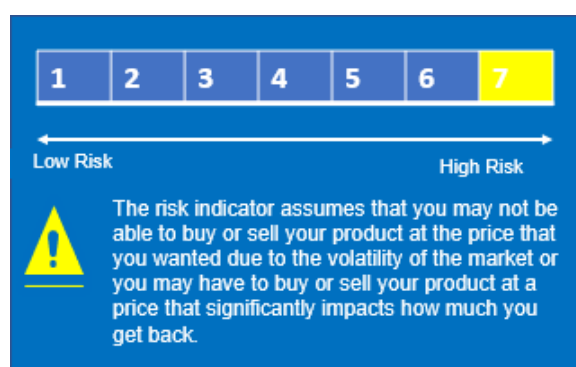 1 2 3 4 5 6 7
Low Risk High Risk
!
The risk indicator assumes that you may not be
able to buy or sell your product at the price that
you wanted due to the volatility of the market or
you may have to buy or sell your product at a
price that significantly impacts how much you
get back.